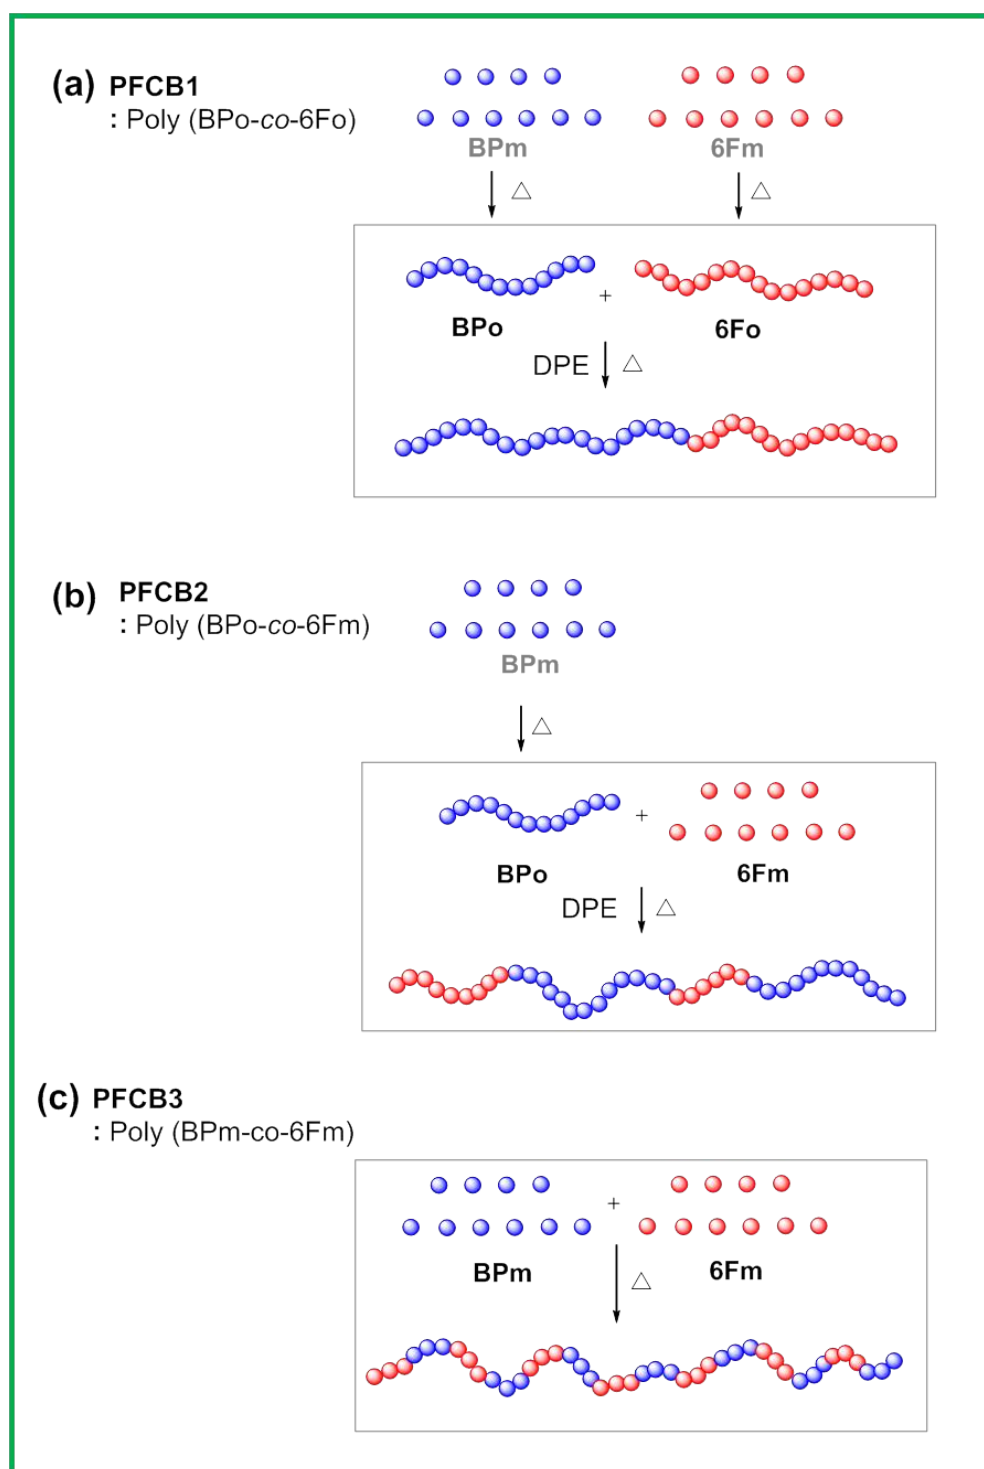 (a) PFCB1
: Poly (BPo-co-6Fo)
BPm 6Fm
△ △
BPo + 6Fo
DPE △
(b) PFCB2
: Poly (BPo-co-6Fm)
BPm
△
BPo + 6Fm
DPE △
(c) PFCB3
: Poly (BPm-co-6Fm)
+
BPm 6Fm
△